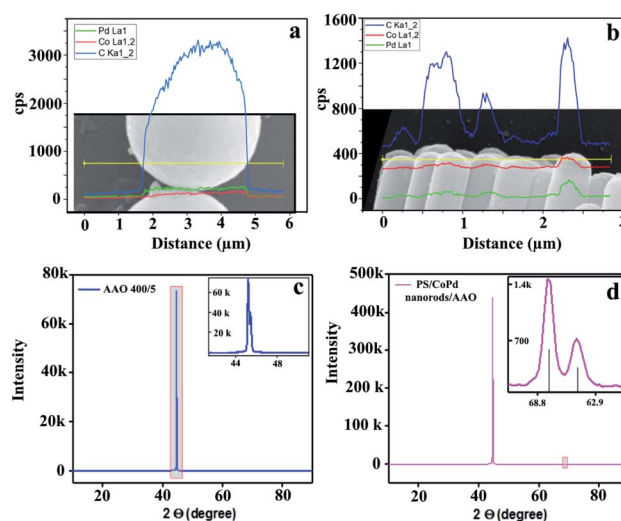 a
Pd La1
Co La1,2
C Ka1_2
cps
3000
2000
1000
0
0 1 2 3 4 5 6
Distance (μm)
b
C Ka1_2
Co La1,2
Pd La1
cps
1600
1200
800
400
0
0 1 2 3
Distance (μm)
c
AAO 400/5
Intensity
80k
60k
40k
20k
0
20 40 60 80
2 Θ (degree)
60 k
40 k
20 k
44 48
d
PS/CoPd
nanorods/AAO
Intensity
500k
400k
300 k
200 k
100 k
0
20 40 60 80
2 Θ (degree)
1.4k
700
68.8 62.9